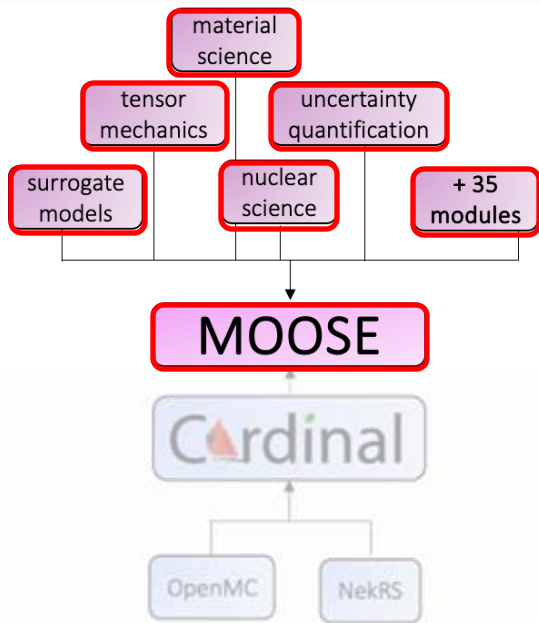 material
science
tensor
mechanics
uncertainty
quantification
surrogate
models
nuclear
science
+ 35
modules
MOOSE
Cardinal
OpenMC
NekRS